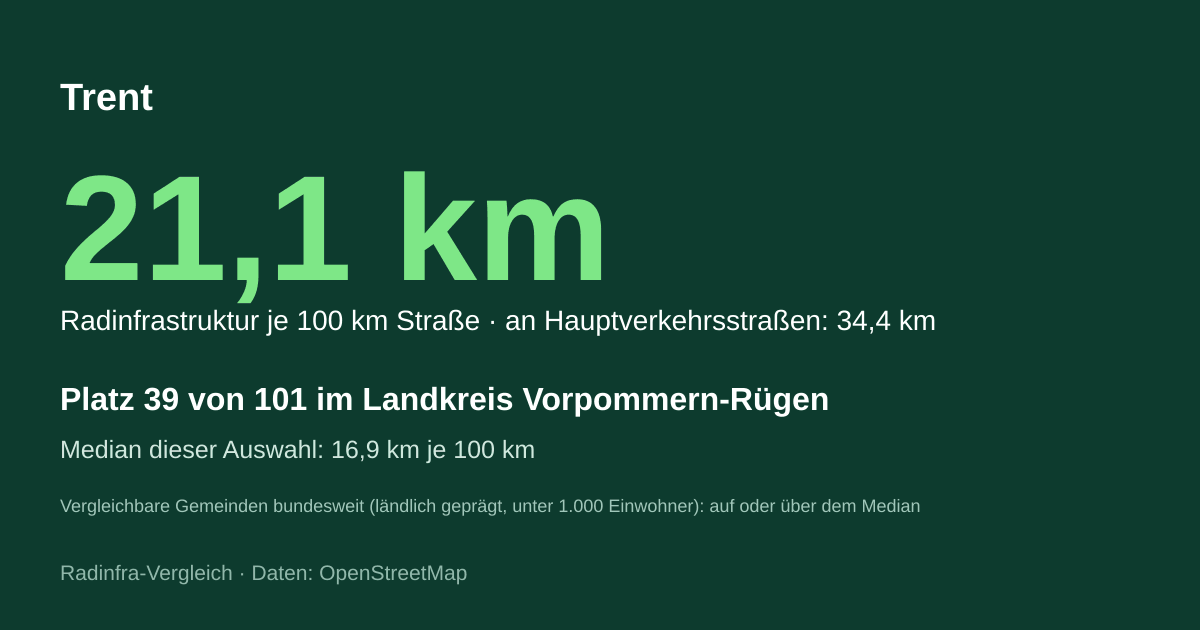 Trent
21,1 km
Radinfrastruktur je 100 km Straße · an Hauptverkehrsstraßen: 34,4 km
Platz 39 von 101 im Landkreis Vorpommern-Rügen
Median dieser Auswahl: 16,9 km je 100 km
Vergleichbare Gemeinden bundesweit (ländlich geprägt, unter 1.000 Einwohner): auf oder über dem Median
Radinfra-Vergleich · Daten: OpenStreetMap